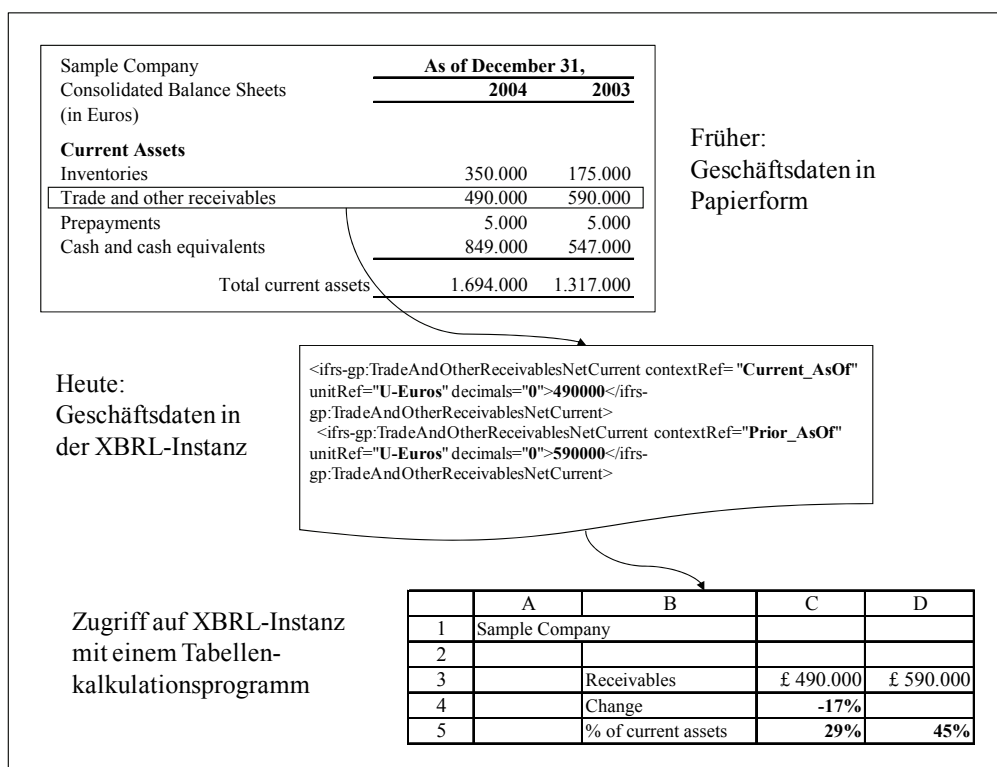 Sample Company As of December 31,
Consolidated Balance Sheets 2004 2003
(in Euros)
Current Assets
Inventories 350.000 175.000
Trade and other receivables 490.000 590.000
Prepayments 5.000 5.000
Cash and cash equivalents 849.000 547.000
Total current assets 1.694.000 1.317.000
Früher:
Geschäftsdaten in
Papierform
Heute:
Geschäftsdaten in
der XBRL-Instanz
<ifrs-gp:TradeAndOtherReceivablesNetCurrent contextRef= "Current_AsOf"
unitRef="U-Euros" decimals="0">490000</ifrs-
gp:TradeAndOtherReceivablesNetCurrent>
<ifrs-gp:TradeAndOtherReceivablesNetCurrent contextRef="Prior_AsOf"
unitRef="U-Euros" decimals="0">590000</ifrs-
gp:TradeAndOtherReceivablesNetCurrent>
Zugriff auf XBRL-Instanz
mit einem Tabellen-
kalkulationsprogramm
A B C D
1 Sample Company
2
3 Receivables £ 490.000 £ 590.000
4 Change -17%
5 % of current assets 29% 45%